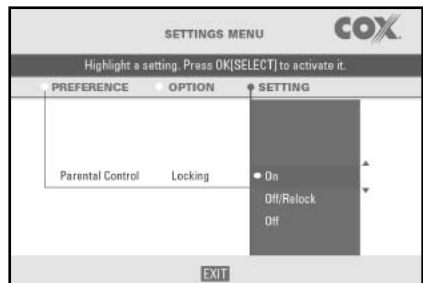 SETTINGS MENU
COX
Highlight a setting. Press OK[SELECT] to activate it.
PREFERENCE OPTION SETTING
Parental Control Locking On
Off/Relock
Off
EXIT